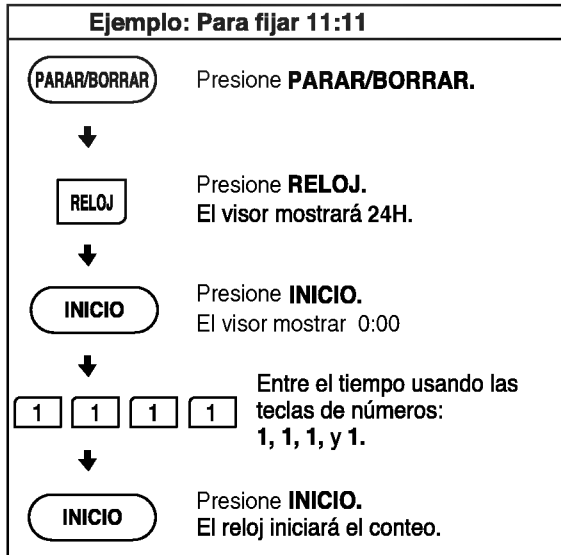 Ejemplo: Para fijar 11:11
PARAR/BORRAR
Presione PARAR/BORRAR.
RELOJ
Presione RELOJ.
El visor mostrará 24H.
INICIO
Presione INICIO.
El visor mostrar 0:00
1 1 1 1
Entre el tiempo usando las
teclas de números:
1, 1, 1, y 1.
INICIO
Presione INICIO.
El reloj iniciará el conteo.